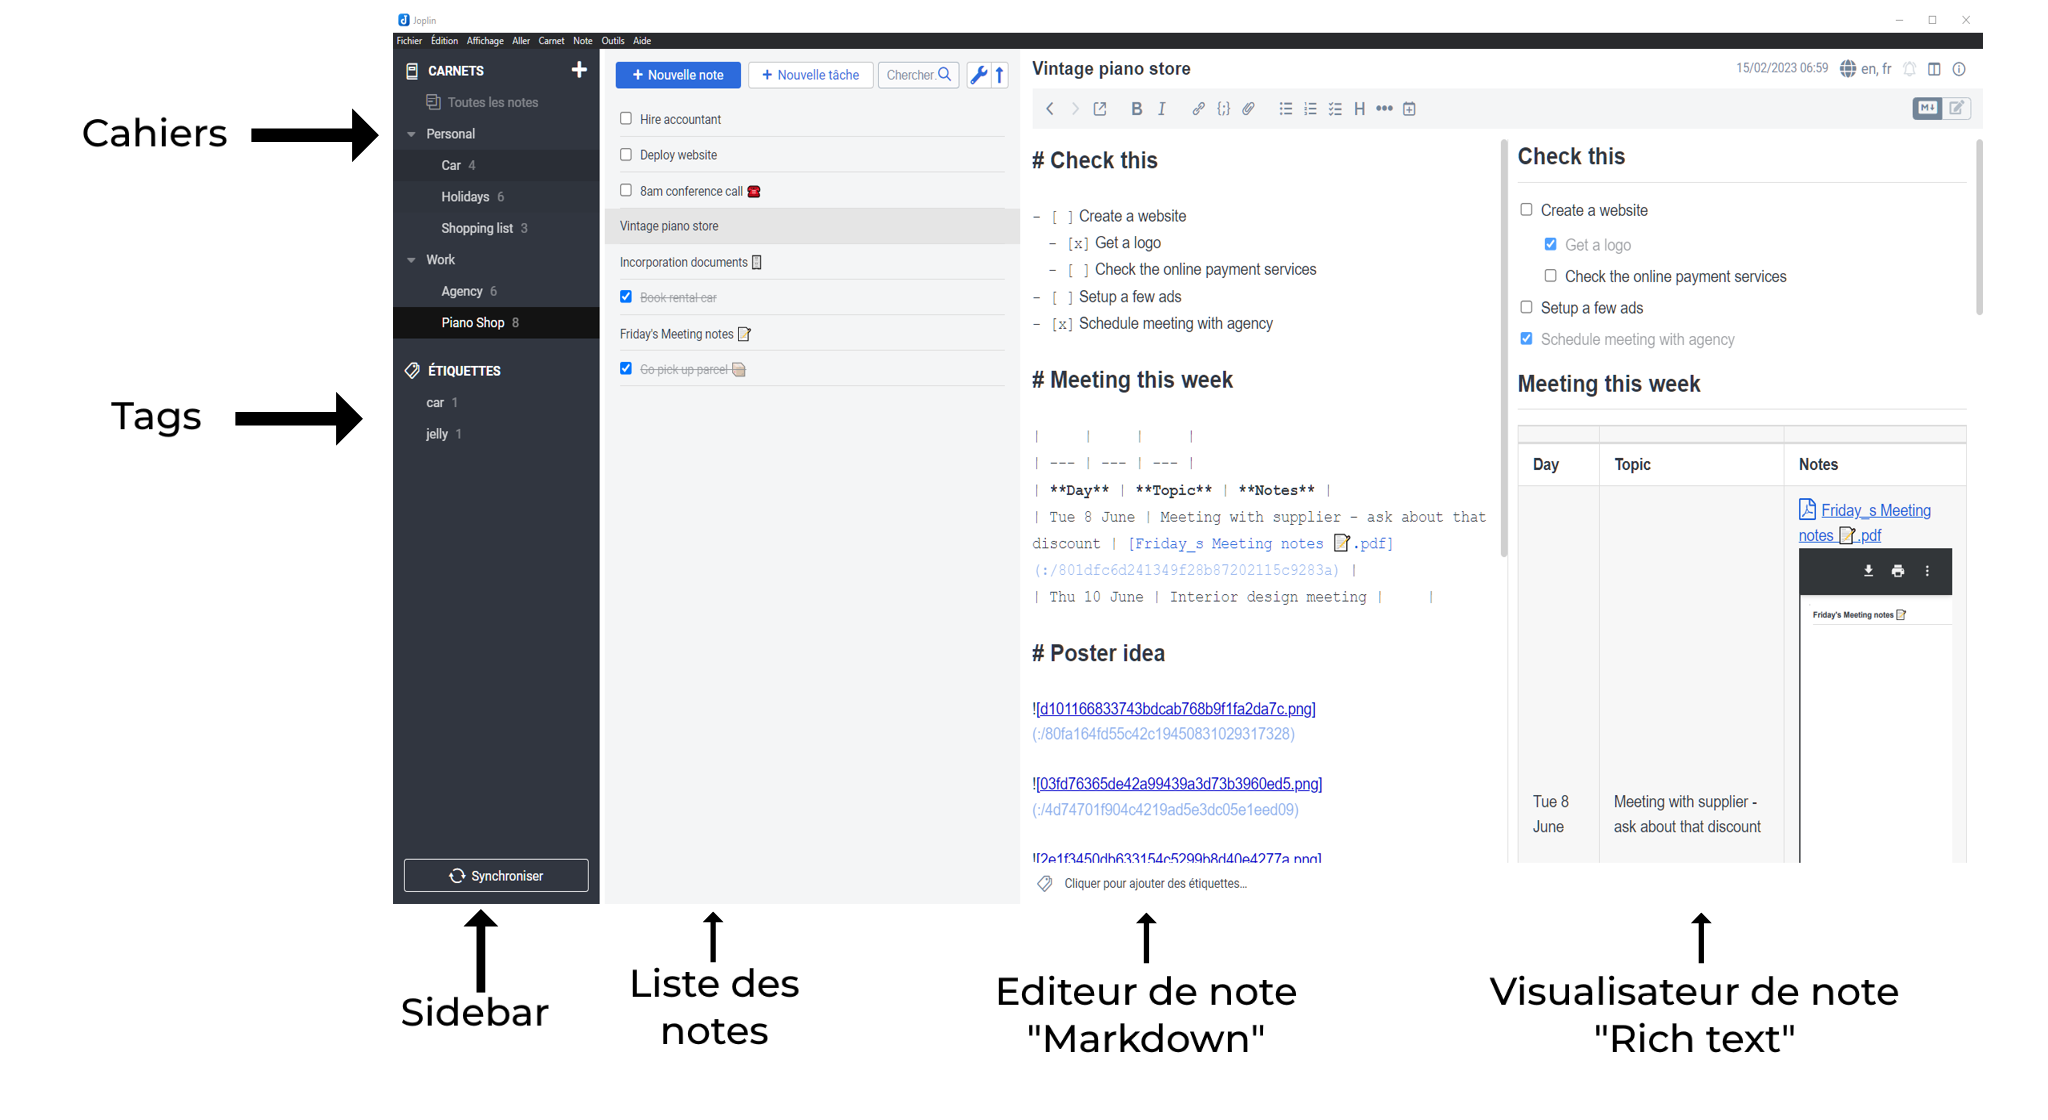 Joplin
Fichier Édition Affichage Aller Carnet Note Outils Aide
CARNETS
Toutes les notes
Personal
Car 4
Holidays 6
Shopping list 3
Work
Agency 6
Piano Shop 8
ÉTIQUETTES
car 1
jelly 1
Synchroniser
+ Nouvelle note
+ Nouvelle tâche
Chercher.
Hire accountant
Deploy website
8am conference call ☎️
Vintage piano store
Incorporation documents
Book rental car
Friday's Meeting notes 📝
Go pick up parcel
Vintage piano store
15/02/2023 06:59
en, fr
B I
H
M↓
# Check this
- [ ] Create a website
- [x] Get a logo
- [ ] Check the online payment services
- [ ] Setup a few ads
- [x] Schedule meeting with agency
# Meeting this week
| | | |
| --- | --- | --- |
| **Day** | **Topic** | **Notes** |
| Tue 8 June | Meeting with supplier - ask about that
discount | [Friday_s Meeting notes 📝.pdf]
(:/801dfc6d241349f28b87202115c9283a) |
| Thu 10 June | Interior design meeting | |
# Poster idea
![d101166833743bdcab768b9f1fa2da7c.png]
(:/80fa164fd55c42c19450831029317328)
![03fd76365de42a99439a3d73b3960ed5.png]
(:/4d74701f904c4219ad5e3dc05e1eed09)
![2e1f3450db633154c5299b8d40e4277a.png]
Cliquer pour ajouter des étiquettes...
Check this
Create a website
Get a logo
Check the online payment services
Setup a few ads
Schedule meeting with agency
Meeting this week
Day Topic Notes
Friday_s Meeting
notes 📝.pdf
Friday's Meeting notes 📝
Tue 8
June
Meeting with supplier -
ask about that discount
Cahiers
Tags
Sidebar
Liste des
notes
Editeur de note
"Markdown"
Visualisateur de note
"Rich text"